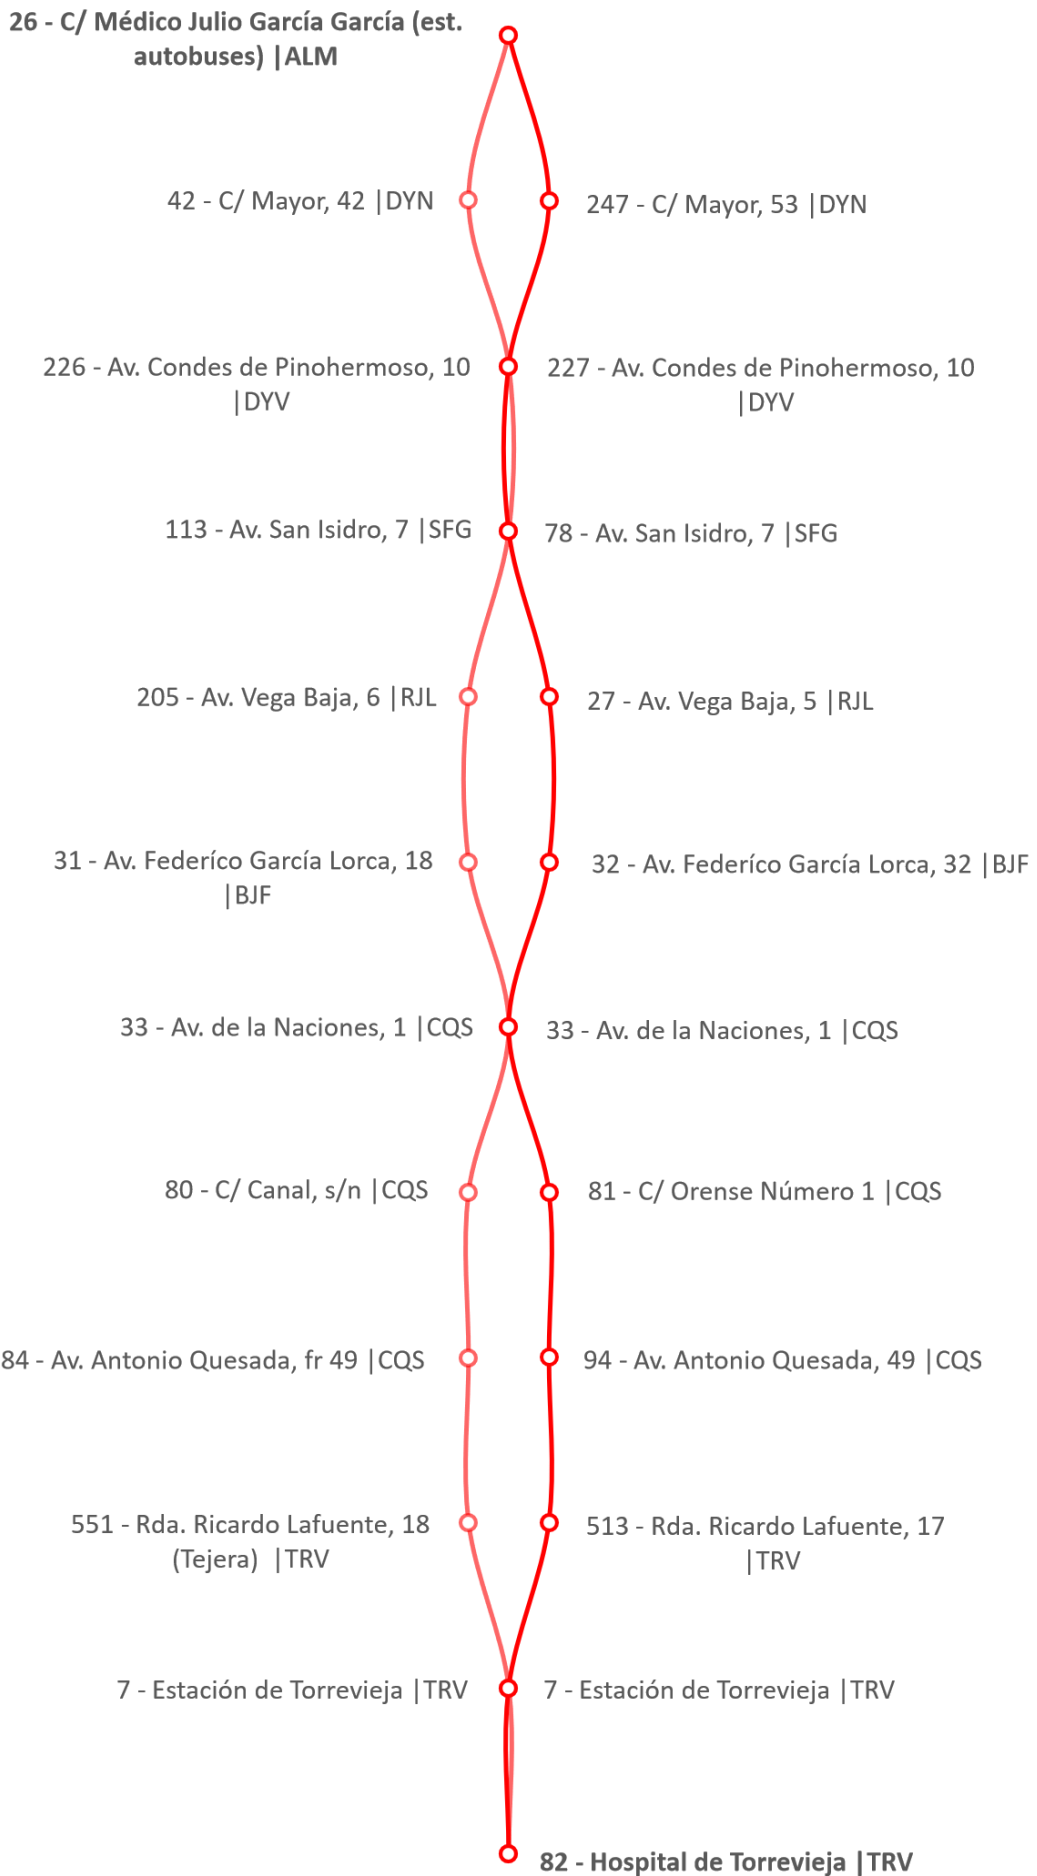 26 - C/ Médico Julio García García (est.
autobuses) |ALM
42 - C/ Mayor, 42 |DYN
247 - C/ Mayor, 53 |DYN
226 - Av. Condes de Pinohermoso, 10
|DYV
227 - Av. Condes de Pinohermoso, 10
|DYV
113 - Av. San Isidro, 7 |SFG
78 - Av. San Isidro, 7 |SFG
205 - Av. Vega Baja, 6 |RJL
27 - Av. Vega Baja, 5 |RJL
31 - Av. Federíco García Lorca, 18
|BJF
32 - Av. Federíco García Lorca, 32 |BJF
33 - Av. de la Naciones, 1 |CQS
33 - Av. de la Naciones, 1 |CQS
80 - C/ Canal, s/n |CQS
81 - C/ Orense Número 1 |CQS
84 - Av. Antonio Quesada, fr 49 |CQS
94 - Av. Antonio Quesada, 49 |CQS
551 - Rda. Ricardo Lafuente, 18
(Tejera) |TRV
513 - Rda. Ricardo Lafuente, 17
|TRV
7 - Estación de Torrevieja |TRV
7 - Estación de Torrevieja |TRV
82 - Hospital de Torrevieja |TRV